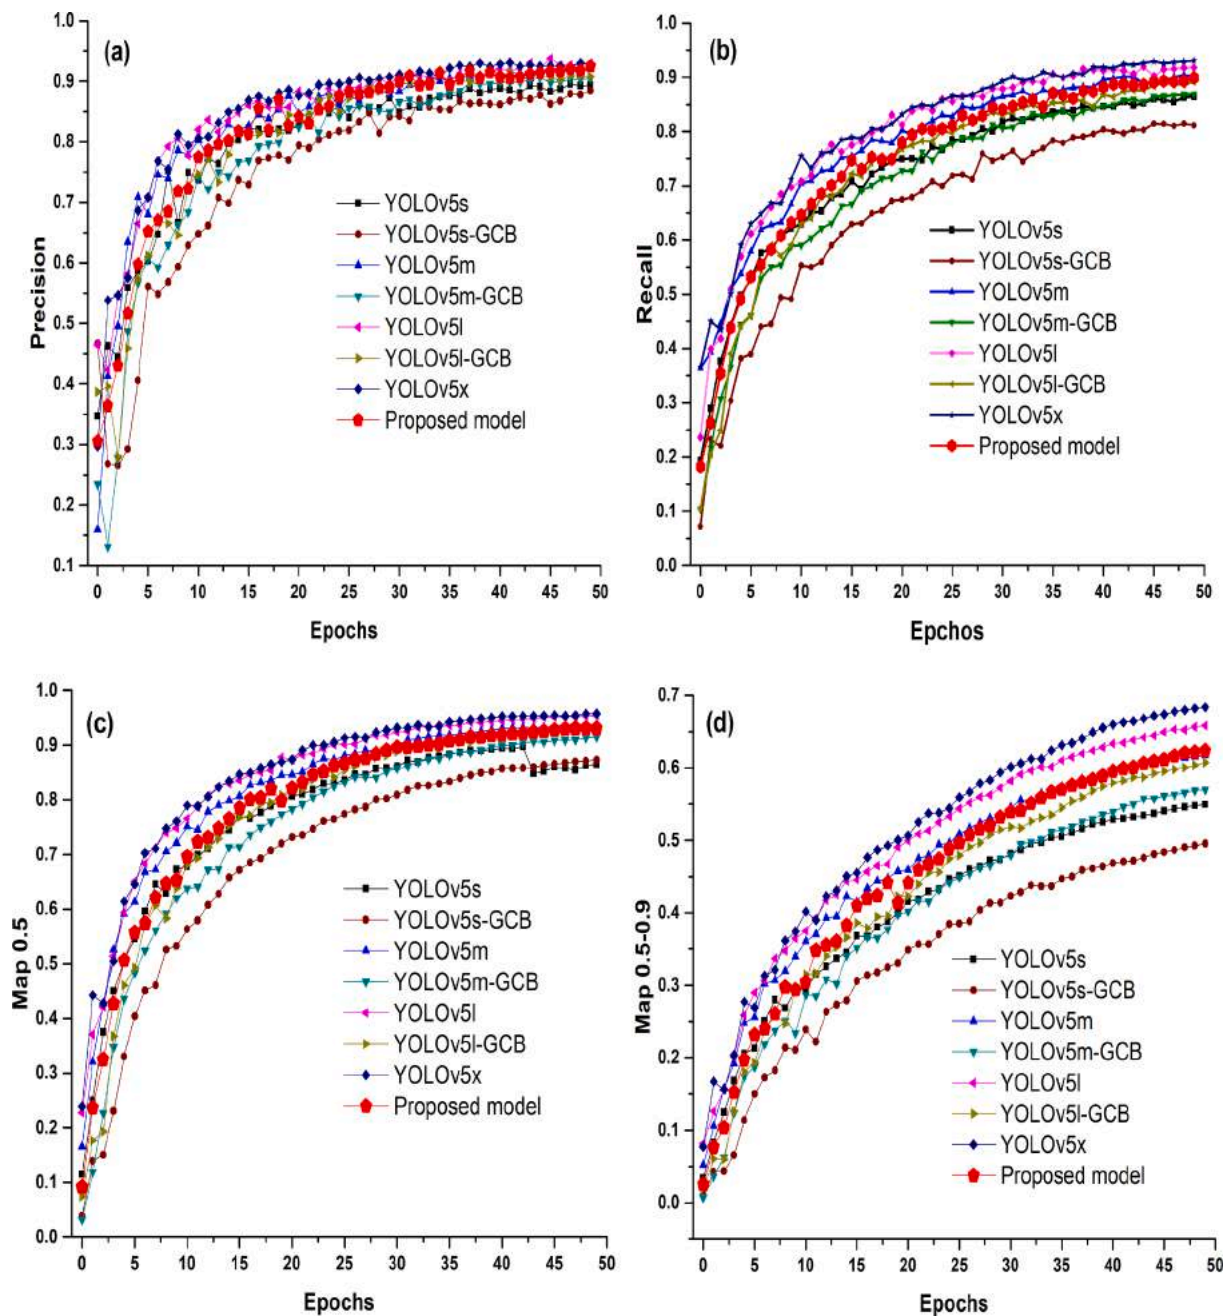 (a)
Precision
1.0
0.9
0.8
0.7
0.6
0.5
0.4
0.3
0.2
0.1
YOLOv5s
YOLOv5s-GCB
YOLOv5m
YOLOv5m-GCB
YOLOv5l
YOLOv5l-GCB
YOLOv5x
Proposed model
0 5 10 15 20 25 30 35 40 45 50
Epochs
(b)
Recall
1.0
0.9
0.8
0.7
0.6
0.5
0.4
0.3
0.2
0.1
0.0
YOLOv5s
YOLOv5s-GCB
YOLOv5m
YOLOv5m-GCB
YOLOv5l
YOLOv5l-GCB
YOLOv5x
Proposed model
0 5 10 15 20 25 30 35 40 45 50
Epchos
(c)
Map 0.5
1.0
0.9
0.8
0.7
0.6
0.5
0.4
0.3
0.2
0.1
0.0
YOLOv5s
YOLOv5s-GCB
YOLOv5m
YOLOv5m-GCB
YOLOv5l
YOLOv5l-GCB
YOLOv5x
Proposed model
0 5 10 15 20 25 30 35 40 45 50
Epochs
(d)
Map 0.5-0.9
0.7
0.6
0.5
0.4
0.3
0.2
0.1
0.0
YOLOv5s
YOLOv5s-GCB
YOLOv5m
YOLOv5m-GCB
YOLOv5l
YOLOv5l-GCB
YOLOv5x
Proposed model
0 5 10 15 20 25 30 35 40 45 50
Epochs